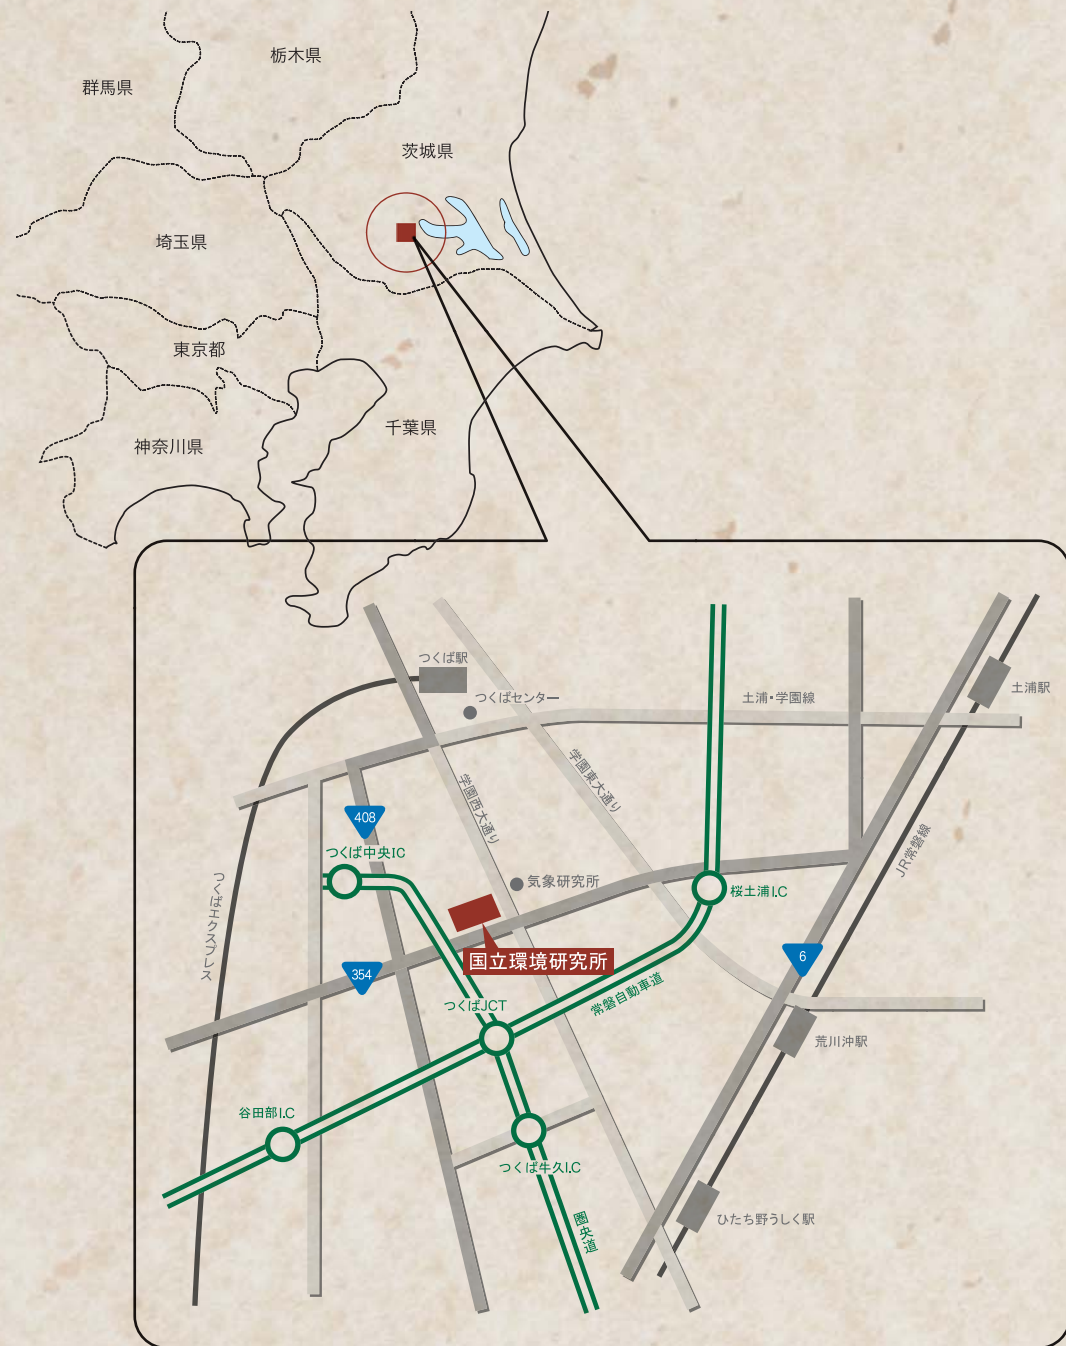 栃木県
群馬県
茨城県
埼玉県
東京都
千葉県
神奈川県
つくば駅
つくばセンター
土浦・学園線
土浦駅
学園東大通り
学園西大通り
408
つくば中央IC
気象研究所
桜土浦I.C
JR常磐線
つくばエクスプレス
国立環境研究所
6
354
常磐自動車道
つくばJCT
荒川沖駅
谷田部I.C
つくば牛久I.C
圏央道
ひたち野うしく駅